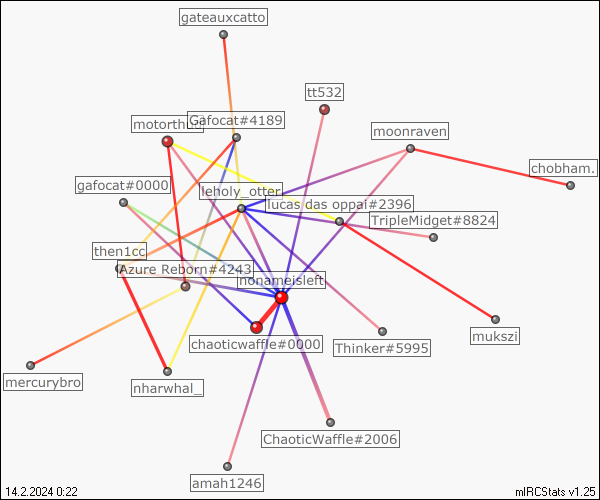 gateauxcatto
tt532
Gafocat#4189
moonraven
chobham.
gafocat#0000
leholy_otter
lucas das oppai#2396
TripleMidget#8824
then1cc
Azure Reborn#4243
nonameisleft
chaoticwaffle#0000
Thinker#5995
mukszi
mercurybro
nharwhal_
ChaoticWaffle#2006
amah1246
14.2.2024 0:22
mIRCStats v1.25